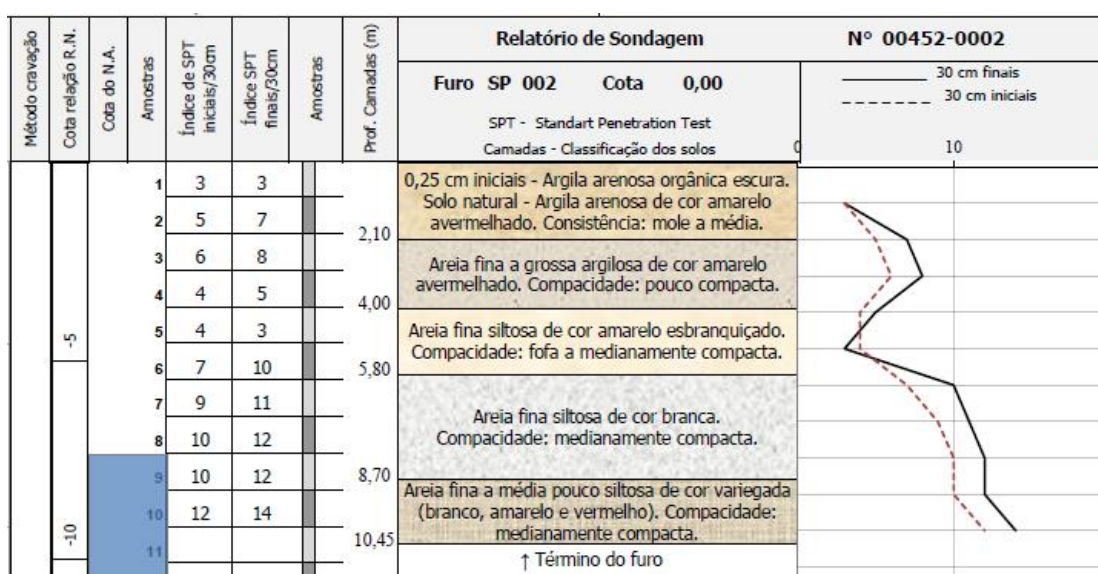 Método cravação
Cota relação R.N.
Cota do N.A.
Amostras
Índice de SPT
iniciais/30cm
Índice SPT
finais/30cm
Amostras
Prof. Camadas (m)
Relatório de Sondagem
N° 00452-0002
Furo SP 002 Cota 0,00
SPT - Standart Penetration Test
Camadas - Classificação dos solos
30 cm finais
30 cm iniciais
0 10
1 3 3
2 5 7
2,10
3 6 8
4 4 5
4,00
5 4 3
-5
6 7 10
5,80
7 9 11
8 10 12
9 10 12
8,70
10 12 14
-10
11
10,45
0,25 cm iniciais - Argila arenosa orgânica escura.
Solo natural - Argila arenosa de cor amarelo
avermelhado. Consistência: mole a média.
Areia fina a grossa argilosa de cor amarelo
avermelhado. Compacidade: pouco compacta.
Areia fina siltosa de cor amarelo esbranquiçado.
Compacidade: fofa a medianamente compacta.
Areia fina siltosa de cor branca.
Compacidade: medianamente compacta.
Areia fina a média pouco siltosa de cor variegada
(branco, amarelo e vermelho). Compacidade:
medianamente compacta.
↑ Término do furo